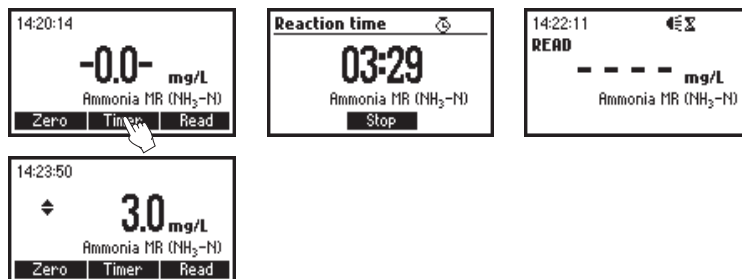 14:20:14
-0.0- mg/L
Ammonia MR (NH₃-N)
Zero Timer Read
Reaction time
03:29
Ammonia MR (NH₃-N)
Stop
14:22:11
READ
- - - - mg/L
Ammonia MR (NH₃-N)
14:23:50
3.0 mg/L
Ammonia MR (NH₃-N)
Zero Timer Read